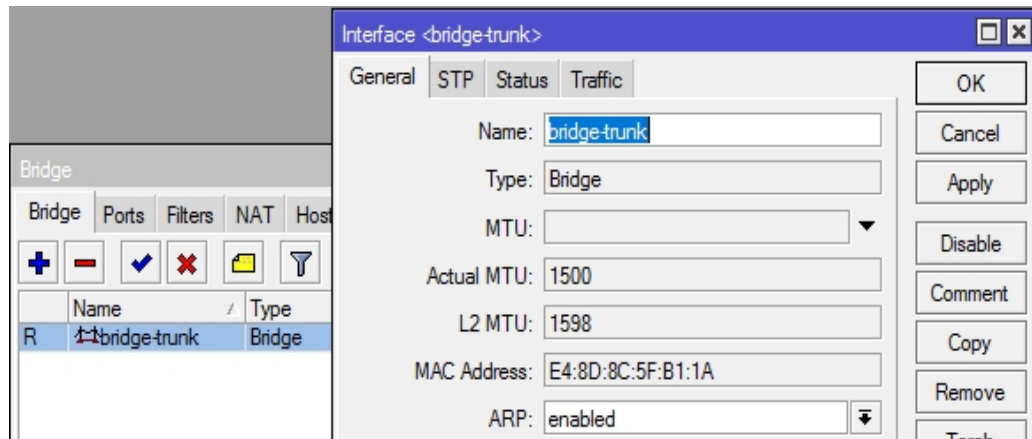 Interface <bridge-trunk>
General STP Status Traffic
Name: bridge-trunk
Type: Bridge
MTU:
Actual MTU: 1500
L2 MTU: 1598
MAC Address: E4:8D:8C:5F:B1:1A
ARP: enabled
OK
Cancel
Apply
Disable
Comment
Copy
Remove
Torch
Bridge
Bridge Ports Filters NAT Host
Name Type
R bridge-trunk Bridge